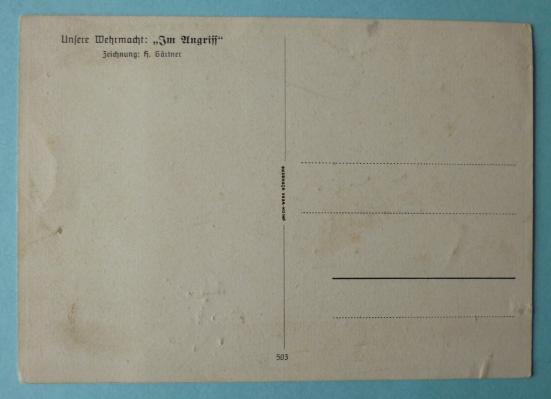 Unsere Wehrmacht: „Im Angriff“
Zeichnung: H. Gärtner
503